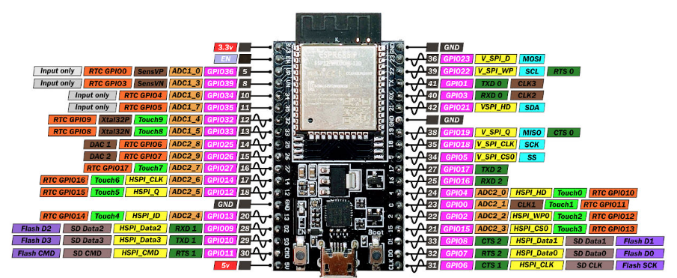 3.3v
EN
Input only RTC GPIO0 SensVP ADC1_0 GPIO36 5
Input only RTC GPIO3 SensVN ADC1_3 GPIO39 8
Input only RTC GPIO4 ADC1_6 GPIO34 10
Input only RTC GPIO5 ADC1_7 GPIO35 11
RTC GPIO9 Xtal32P Touch9 ADC1_4 GPIO32 12
RTC GPIO8 Xtal32N Touch8 ADC1_5 GPIO33 13
DAC 1 RTC GPIO6 ADC2_8 GPIO25 14
DAC 2 RTC GPIO7 ADC2_9 GPIO26 15
RTC GPIO17 Touch7 ADC2_7 GPIO27 16
RTC GPIO16 Touch6 HSPI_CLK ADC2_6 GPIO14 17
RTC GPIO15 Touch5 HSPI_Q ADC2_5 GPIO12 18
GND
RTC GPIO14 Touch4 HSPI_ID ADC2_4 GPIO13 20
Flash D2 SD Data2 HSPI_Data2 RXD 1 GPIO09 28
Flash D3 SD Data3 HSPI_Data3 TXD 1 GPIO10 29
Flash CMD SD CMD HSPI_CMD RTS 1 GPIO11 30
5v
GND
36 GPIO23 V_SPI_D MOSI
39 GPIO22 V_SPI_WP SCL RTS 0
41 GPIO1 TXD 0 CLK3
40 GPIO3 RXD 0 CLK2
42 GPIO21 VSPI_HD SDA
GND
38 GPIO19 V_SPI_Q MISO CTS 0
35 GPIO18 V_SPI_CLK SCK
34 GPIO5 V_SPI_CS0 SS
27 GPIO17 TXD 2
25 GPIO16 RXD 2
24 GPIO4 ADC2_0 HSPI_HD Touch0 RTC GPIO10
23 GPIO0 ADC2_1 CLK1 Touch1 RTC GPIO11
22 GPIO2 ADC2_2 HSPI_WP0 Touch2 RTC GPIO12
21 GPIO15 ADC2_3 HSPI_CS0 Touch3 RTC GPIO13
33 GPIO8 CTS 2 HSPI_Data1 SD Data1 Flash D1
32 GPIO7 RTS 2 HSPI_Data0 SD Data0 Flash D0
31 GPIO6 CTS 1 HSPI_CLK SD CLK Flash SCK
Boot